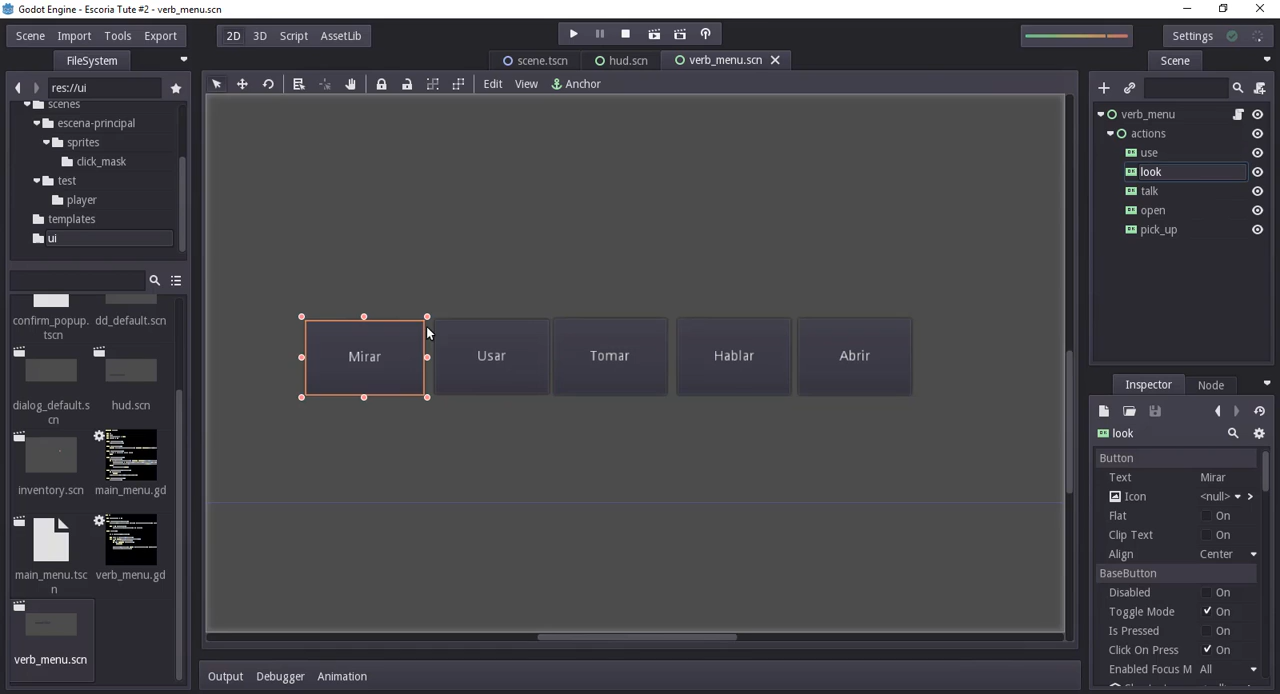 Godot Engine - Escoria Tute #2 - verb_menu.scn
Scene Import Tools Export 2D 3D Script AssetLib Settings
FileSystem scene.tscn hud.scn verb_menu.scn Scene
res://ui Edit View Anchor
scenes
escena-principal
sprites
click_mask
test
player
templates
ui
confirm_popup.tscn
dd_default.scn
dialog_default.scn
hud.scn
inventory.scn
main_menu.gd
main_menu.tscn
verb_menu.gd
verb_menu.scn
Mirar Usar Tomar Hablar Abrir
Output Debugger Animation
verb_menu
actions
use
look
talk
open
pick_up
Inspector Node
look
Button
Text Mirar
Icon <null>
Flat On
Clip Text On
Align Center
BaseButton
Disabled On
Toggle Mode On
Is Pressed On
Click On Press On
Enabled Focus M All